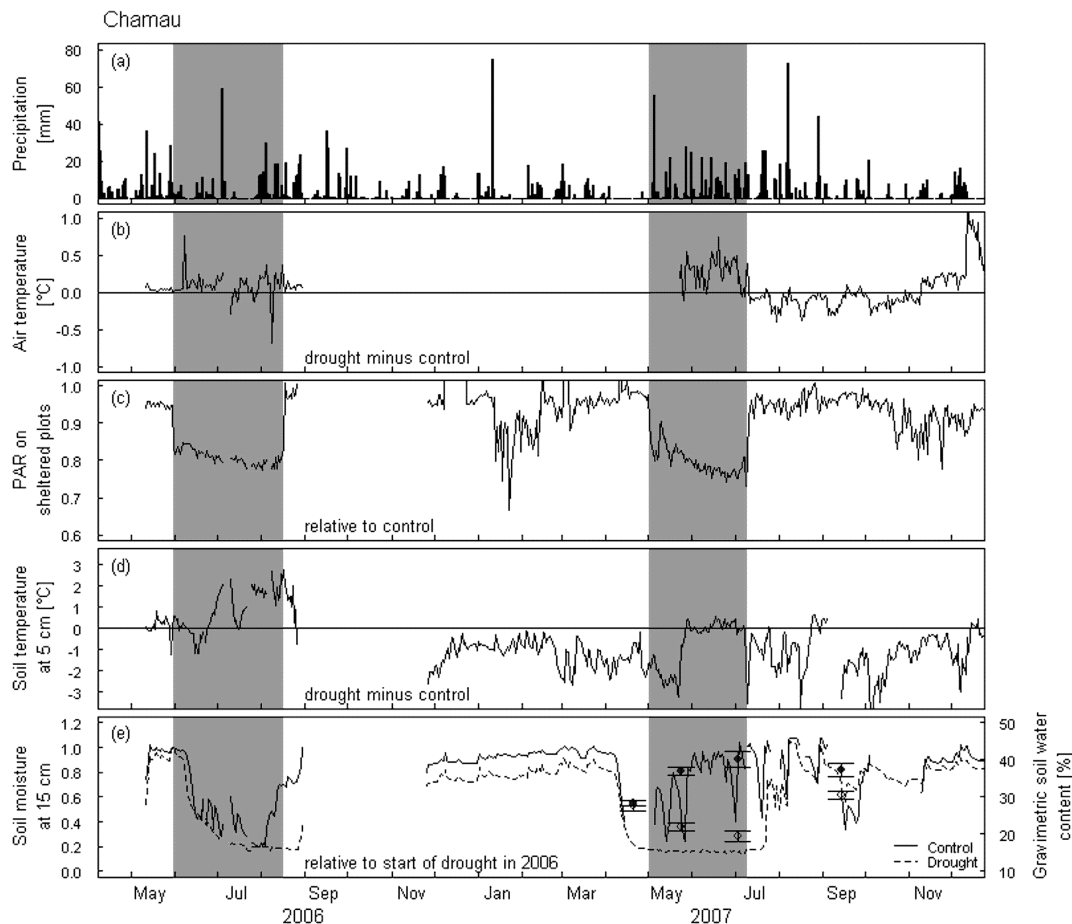 Chamau
(a)
Precipitation
[mm]
80
60
40
20
0
(b)
Air temperature
[°C]
1.0
0.5
0.0
-0.5
-1.0
drought minus control
(c)
PAR on
sheltered plots
1.0
0.9
0.8
0.7
0.6
relative to control
(d)
Soil temperature
at 5 cm [°C]
3
2
1
0
-1
-2
-3
drought minus control
(e)
Soil moisture
at 15 cm
1.2
1.0
0.8
0.6
0.4
0.2
0.0
relative to start of drought in 2006
Control
Drought
50
40
30
20
10
Gravimetric soil water
content [%]
May Jul Sep Nov Jan Mar May Jul Sep Nov
2006 2007